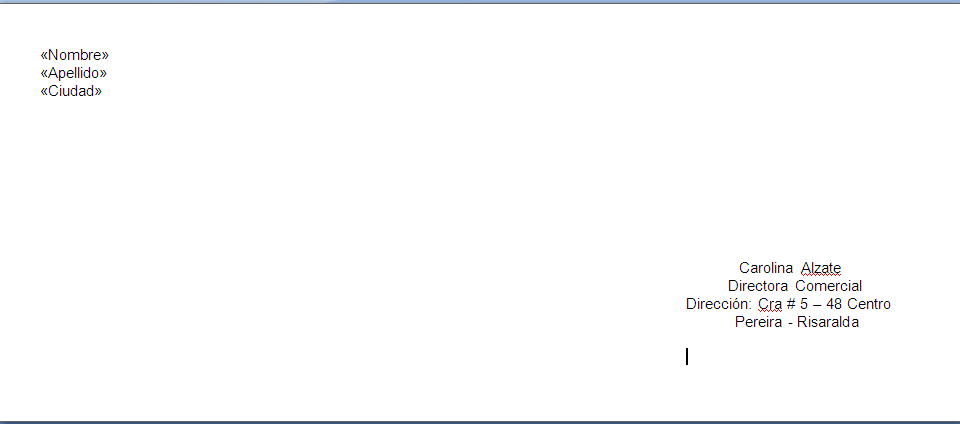 «Nombre»
«Apellido»
«Ciudad»
Carolina Alzate
Directora Comercial
Dirección: Cra # 5 – 48 Centro
Pereira - Risaralda